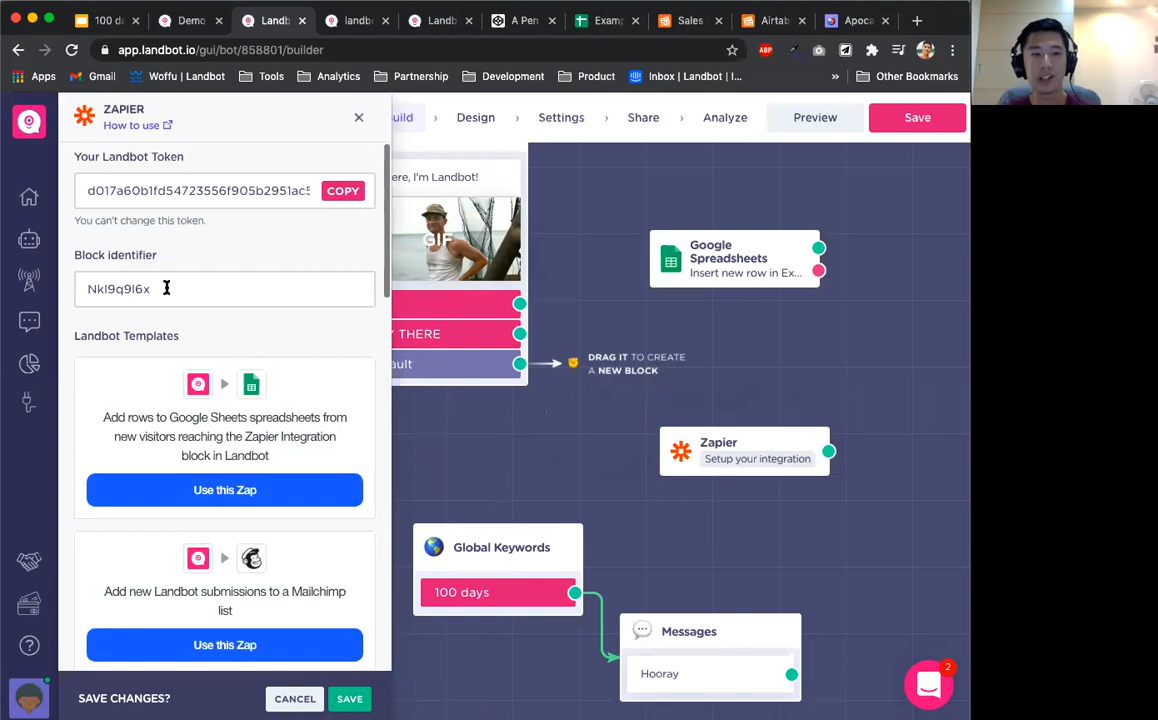 100 da
Demo
Landb
landbo
Landb
A Pen
Examp
Sales
Airtab
Apoca
app.landbot.io/gui/bot/858801/builder
ABP
Apps
Gmail
Woffu | Landbot
Tools
Analytics
Partnership
Development
Product
Inbox | Landbot | I...
»
Other Bookmarks
ZAPIER
How to use
uild
Design
Settings
Share
Analyze
Preview
Save
Your Landbot Token
d017a60b1fd54723556f905b2951ac5
COPY
You can't change this token.
Block identifier
Nkl9q9l6x
Landbot Templates
Add rows to Google Sheets spreadsheets from
new visitors reaching the Zapier Integration
block in Landbot
Use this Zap
Add new Landbot submissions to a Mailchimp
list
Use this Zap
SAVE CHANGES?
CANCEL
SAVE
ere, I'm Landbot!
GIF
Y THERE
ault
DRAG IT TO CREATE
A NEW BLOCK
Google
Spreadsheets
Insert new row in Ex...
Zapier
Setup your integration
Global Keywords
100 days
Messages
Hooray
2